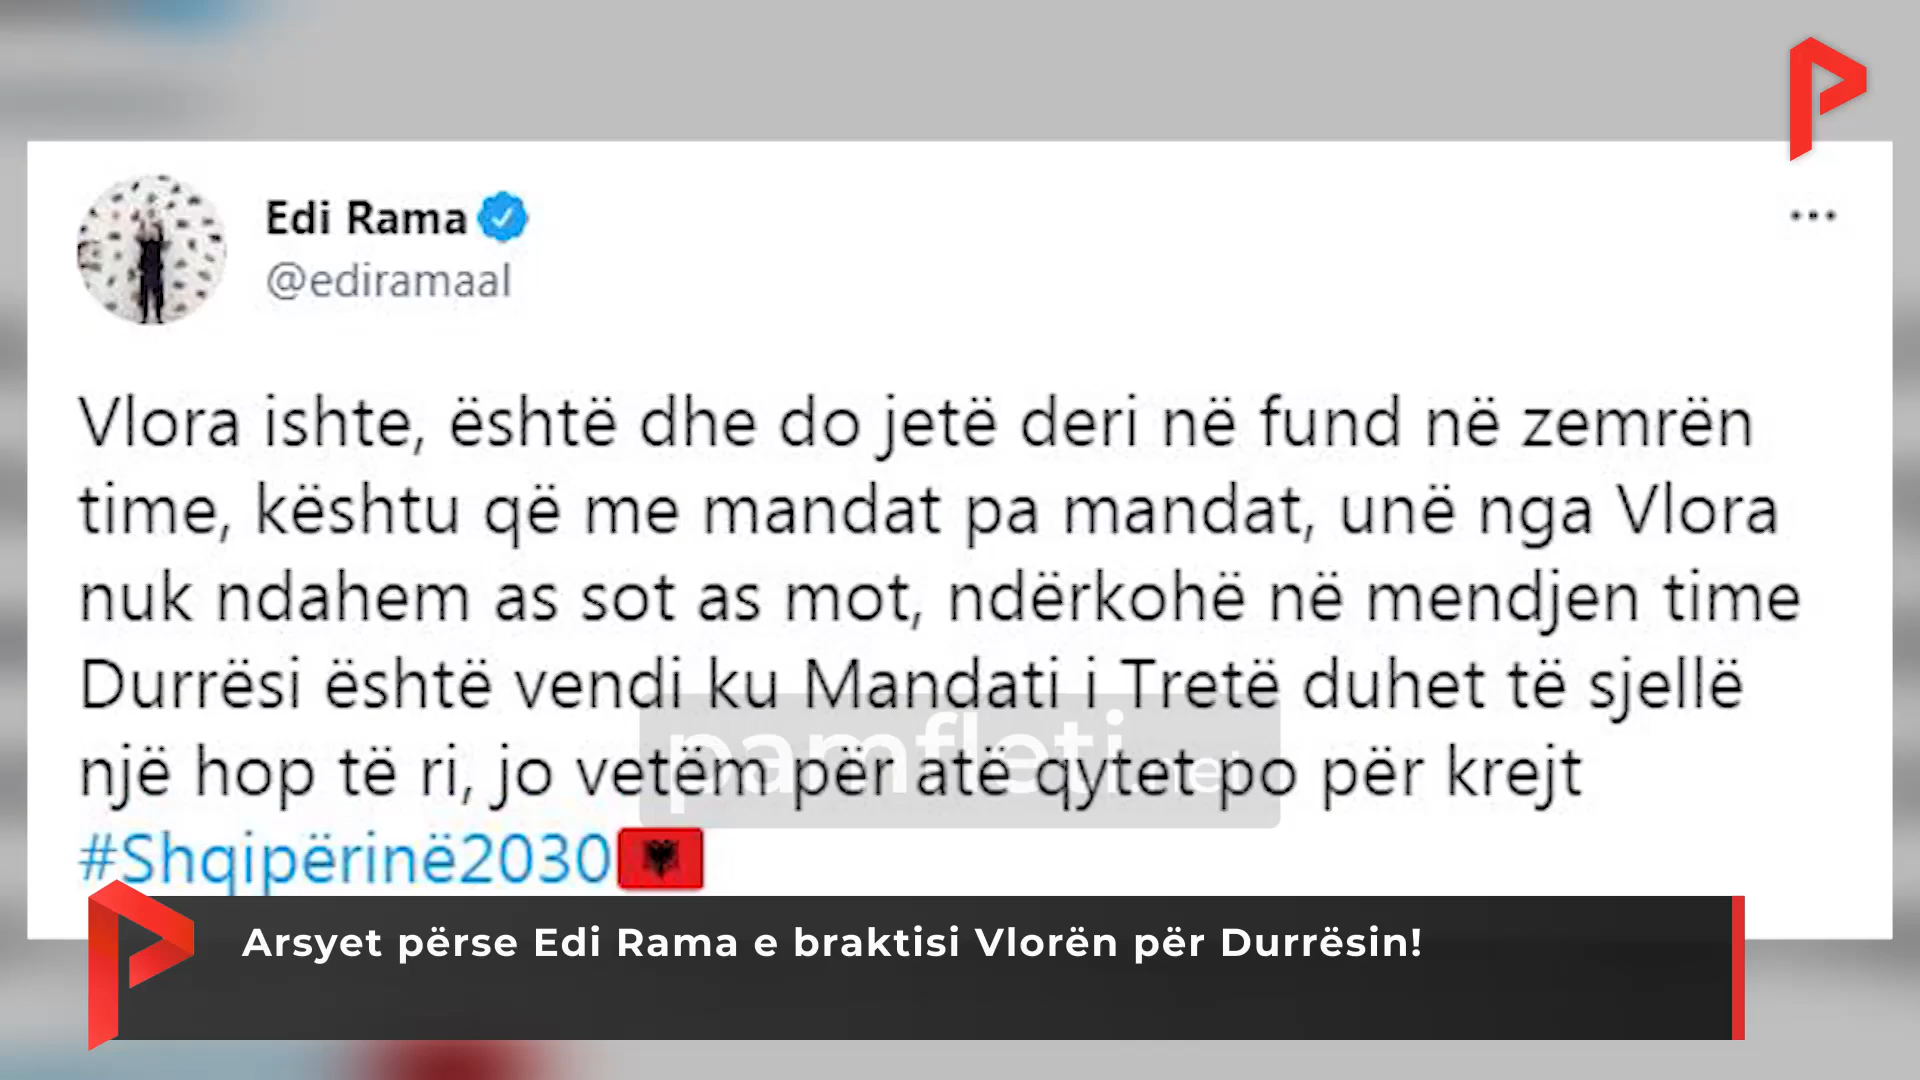 Edi Rama
@ediramaal
Vlora ishte, është dhe do jetë deri në fund në zemrën
time, kështu që me mandat pa mandat, unë nga Vlora
nuk ndahem as sot as mot, ndërkohë në mendjen time
Durrësi është vendi ku Mandati i Tretë duhet të sjellë
një hop të ri, jo vetëm për atë qytet po për krejt
#Shqipërinë2030
pamfleti.net
Arsyet përse Edi Rama e braktisi Vlorën për Durrësin!